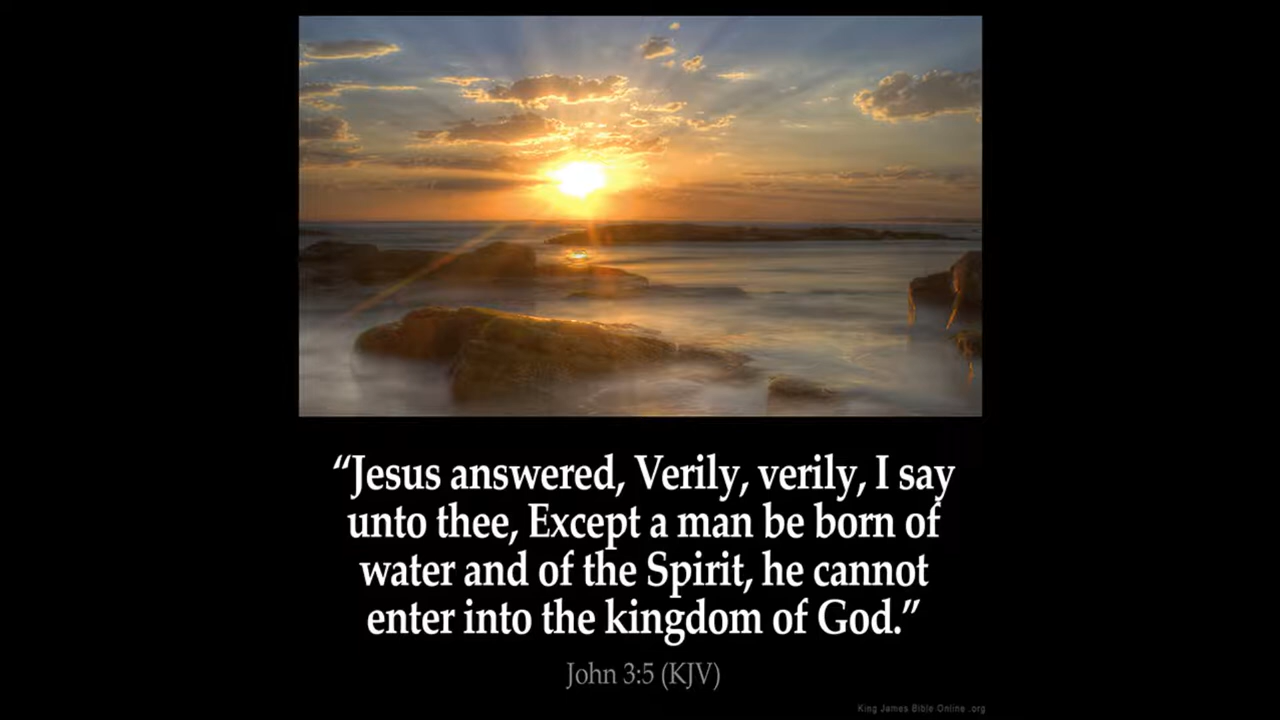 “Jesus answered, Verily, verily, I say
unto thee, Except a man be born of
water and of the Spirit, he cannot
enter into the kingdom of God.”
John 3:5 (KJV)
King James Bible Online .org